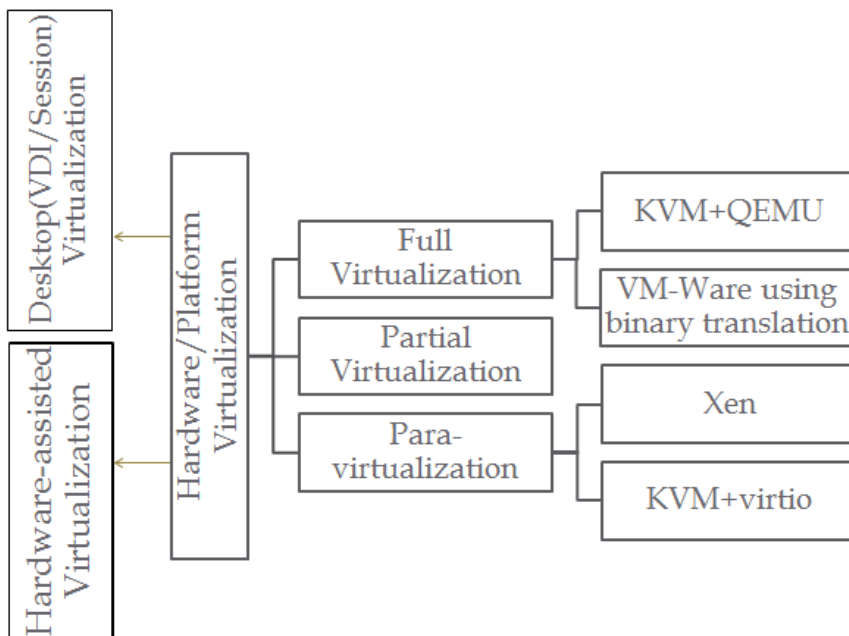 Desktop(VDI/Session)
Virtualization
Hardware-assisted
Virtualization
Hardware/Platform
Virtualization
Full
Virtualization
Partial
Virtualization
Para-
virtualization
KVM+QEMU
VM-Ware using
binary translation
Xen
KVM+virtio